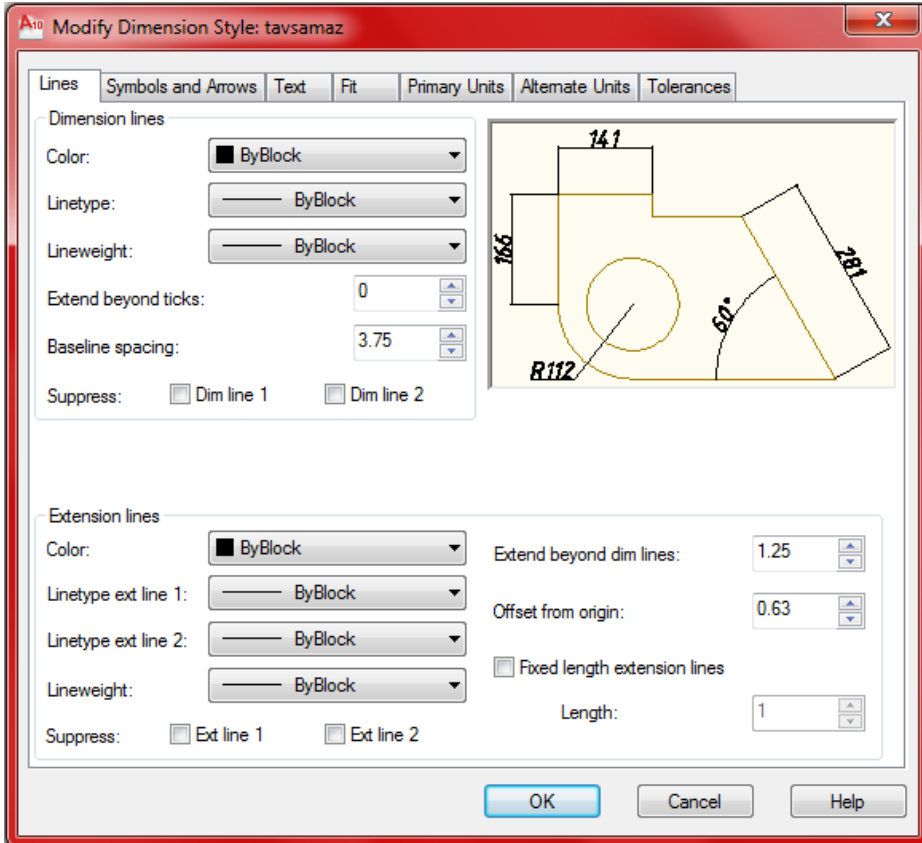 A10 Modify Dimension Style: tavsamaz
Lines Symbols and Arrows Text Fit Primary Units Alternate Units Tolerances
Dimension lines
Color: ByBlock
Linetype: ByBlock
Lineweight: ByBlock
Extend beyond ticks: 0
Baseline spacing: 3.75
Suppress: Dim line 1 Dim line 2
141
166
281
60°
R112
Extension lines
Color: ByBlock
Linetype ext line 1: ByBlock
Linetype ext line 2: ByBlock
Lineweight: ByBlock
Suppress: Ext line 1 Ext line 2
Extend beyond dim lines: 1.25
Offset from origin: 0.63
Fixed length extension lines
Length: 1
OK Cancel Help